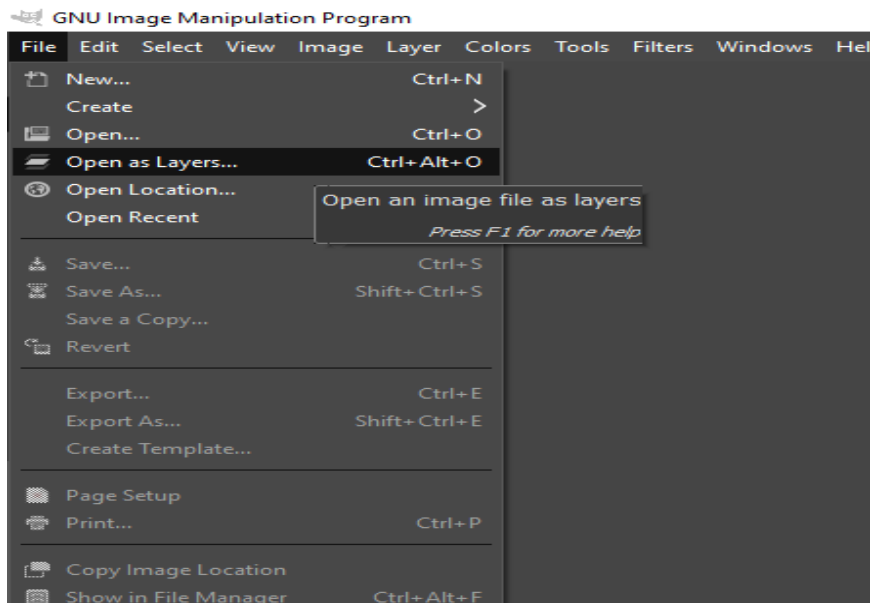 GNU Image Manipulation Program
File Edit Select View Image Layer Colors Tools Filters Windows Hel
New... Ctrl+N
Create >
Open... Ctrl+O
Open as Layers... Ctrl+Alt+O
Open Location...
Open an image file as layers
Open Recent
Press F1 for more help
Save... Ctrl+S
Save As... Shift+Ctrl+S
Save a Copy...
Revert
Export... Ctrl+E
Export As... Shift+Ctrl+E
Create Template...
Page Setup
Print... Ctrl+P
Copy Image Location
Show in File Manager Ctrl+Alt+F